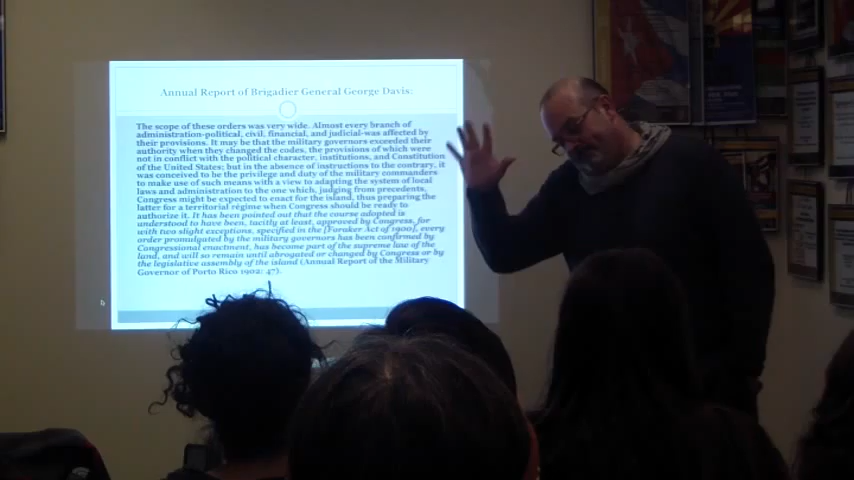 Annual Report of Brigadier General George Davis:
The scope of these orders was very wide. Almost every branch of
administration-political, civil, financial, and judicial-was affected by
their provisions. It may be that the military governors exceeded their
authority when they changed the codes, the provisions of which were
not in conflict with the political character, institutions, and Constitution
of the United States; but in the absence of instructions to the contrary, it
was conceived to be the privilege and duty of the military commanders
to make use of such means with a view to adapting the system of local
laws and administration to the one which, judging from precedents,
Congress might be expected to enact for the island, thus preparing the
latter for a territorial régime when Congress should be ready to
authorize it. It has been pointed out that the course adopted is
understood to have been, tacitly at least, approved by Congress, for
with two slight exceptions, specified in the [Foraker Act of 1900], every
order promulgated by the military governors has been confirmed by
Congressional enactment, has become part of the supreme law of the
land, and will so remain until abrogated or changed by Congress or by
the legislative assembly of the island (Annual Report of the Military
Governor of Porto Rico 1902: 47).